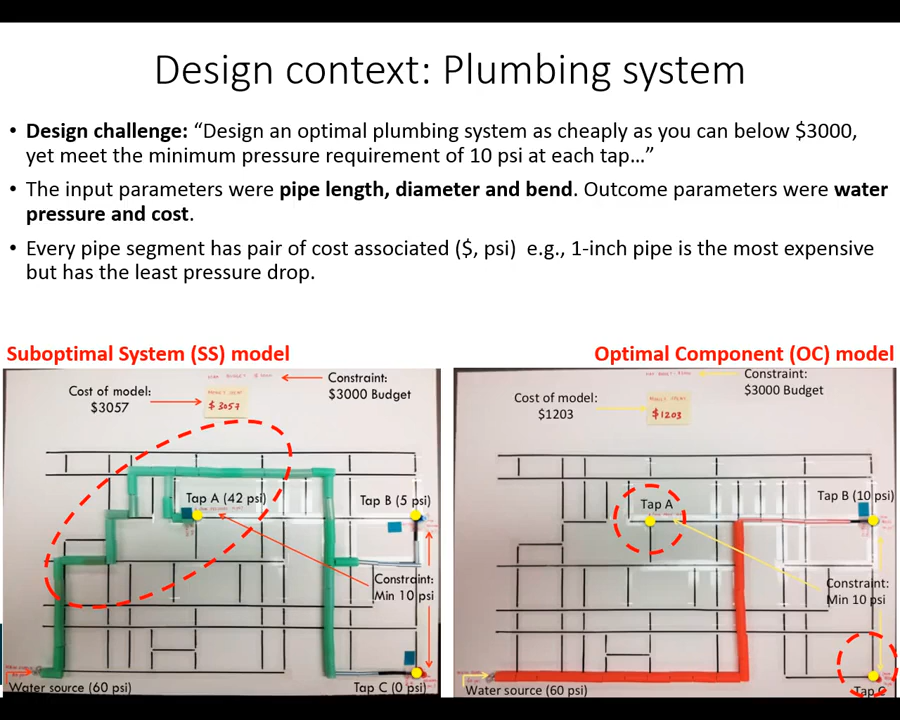 Design context: Plumbing system
• Design challenge: “Design an optimal plumbing system as cheaply as you can below $3000,
yet meet the minimum pressure requirement of 10 psi at each tap…”
• The input parameters were pipe length, diameter and bend. Outcome parameters were water
pressure and cost.
• Every pipe segment has pair of cost associated ($, psi) e.g., 1-inch pipe is the most expensive
but has the least pressure drop.
Suboptimal System (SS) model
Cost of model:
$3057
$3057
Constraint:
$3000 Budget
Tap A (42 psi)
Tap B (5 psi)
Constraint:
Min 10 psi
Water source (60 psi)
Tap C (0 psi)
Optimal Component (OC) model
Cost of model:
$1203
$1203
Constraint:
$3000 Budget
Tap A
Tap B (10 psi)
Constraint:
Min 10 psi
Water source (60 psi)
Tap C